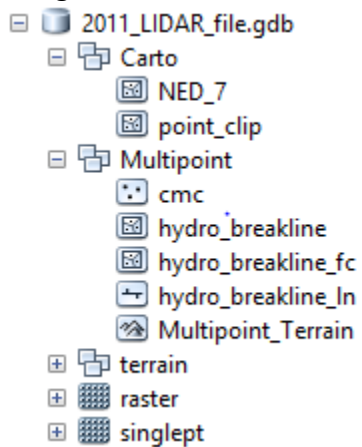 2011_LIDAR_file.gdb
Carto
NED_7
point_clip
Multipoint
cmc
hydro_breakline
hydro_breakline_fc
hydro_breakline_ln
Multipoint_Terrain
terrain
raster
singlept